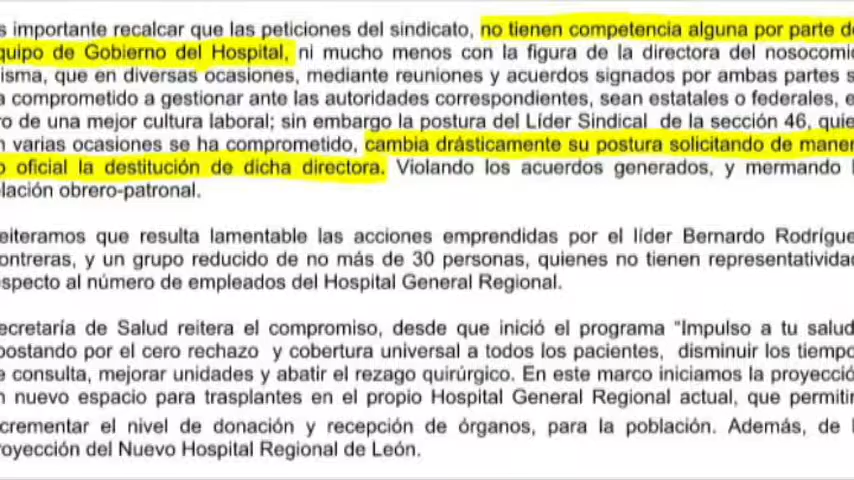 s importante recalcar que las peticiones del sindicato, no tienen competencia alguna por parte de
quipo de Gobierno del Hospital, ni mucho menos con la figura de la directora del nosocomio
isma, que en diversas ocasiones, mediante reuniones y acuerdos signados por ambas partes s
a comprometido a gestionar ante las autoridades correspondientes, sean estatales o federales, e
ro de una mejor cultura laboral; sin embargo la postura del Líder Sindical de la sección 46, quie
n varias ocasiones se ha comprometido, cambia drásticamente su postura solicitando de maner
o oficial la destitución de dicha directora. Violando los acuerdos generados, y mermando l
elación obrero-patronal.
eiteramos que resulta lamentable las acciones emprendidas por el líder Bernardo Rodrígue
ontreras, y un grupo reducido de no más de 30 personas, quienes no tienen representatividad
especto al número de empleados del Hospital General Regional.
ecretaría de Salud reitera el compromiso, desde que inició el programa “Impulso a tu salud
postando por el cero rechazo y cobertura universal a todos los pacientes, disminuir los tiempo
e consulta, mejorar unidades y abatir el rezago quirúrgico. En este marco iniciamos la proyecció
n nuevo espacio para trasplantes en el propio Hospital General Regional actual, que permitir
crementar el nivel de donación y recepción de órganos, para la población. Además, de l
royección del Nuevo Hospital Regional de León.